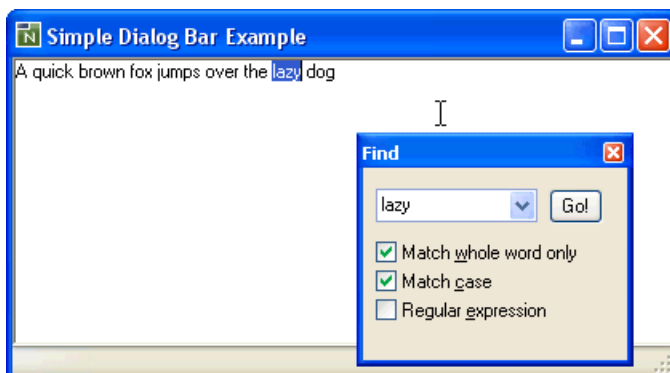 Simple Dialog Bar Example
A quick brown fox jumps over the lazy dog
Find
lazy
Go!
Match whole word only
Match case
Regular expression